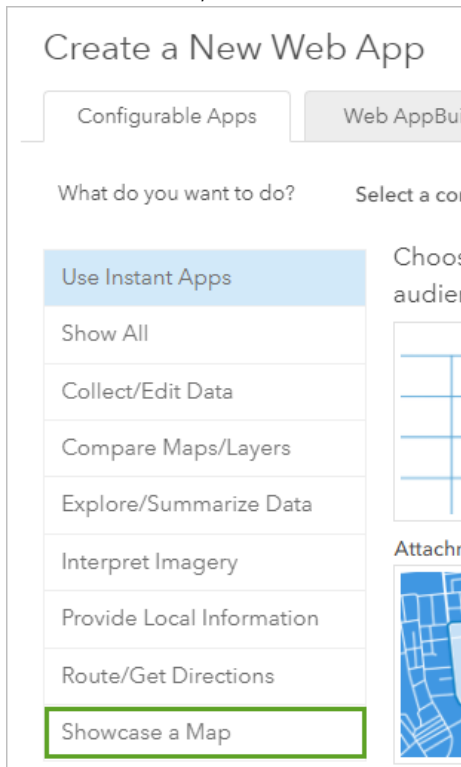 Create a New Web App
Configurable Apps
What do you want to do?
Select a
Use Instant Apps
Show All
Collect/Edit Data
Compare Maps/Layers
Explore/Summarize Data
Interpret Imagery
Provide Local Information
Route/Get Directions
Showcase a Map